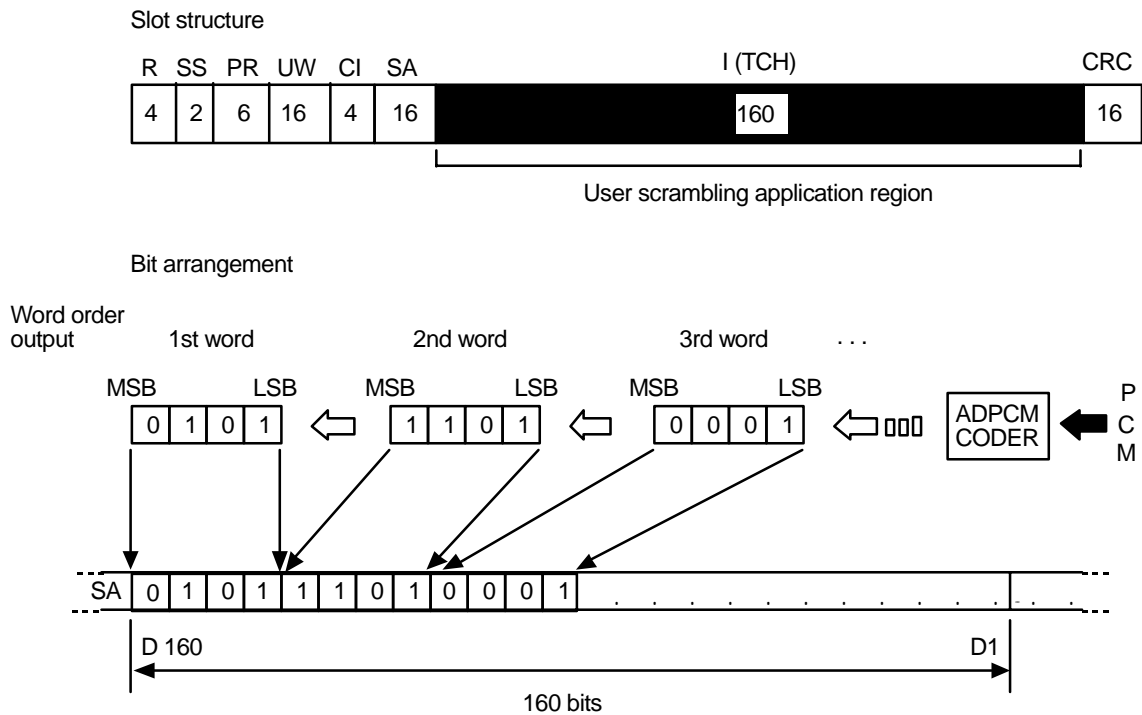 Slot structure
R SS PR UW CI SA I (TCH) CRC
4 2 6 16 4 16 160 16
User scrambling application region
Bit arrangement
Word order
output 1st word 2nd word 3rd word . . .
MSB LSB MSB LSB MSB LSB
0 1 0 1 1 1 0 1 0 0 0 1
ADPCM
CODER
P
C
M
SA 0 1 0 1 1 1 0 1 0 0 0 1
D 160 D1
160 bits